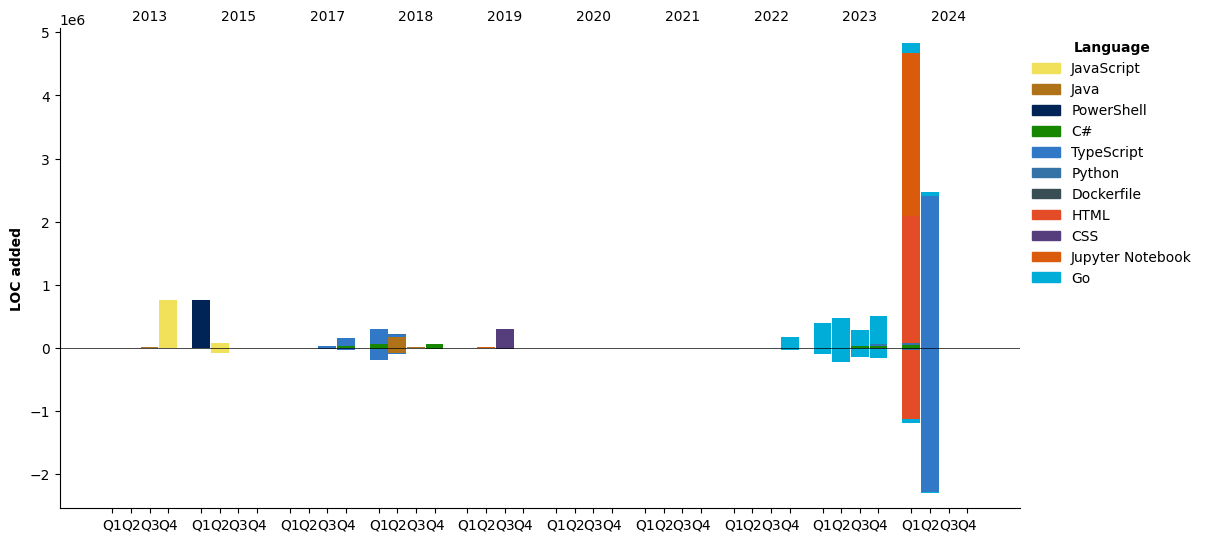 2013 2015 2017 2018 2019 2020 2021 2022 2023 2024
1e6
5
4
3
2
1
0
−1
−2
LOC added
Q1Q2Q3Q4 Q1Q2Q3Q4 Q1Q2Q3Q4 Q1Q2Q3Q4 Q1Q2Q3Q4 Q1Q2Q3Q4 Q1Q2Q3Q4 Q1Q2Q3Q4 Q1Q2Q3Q4 Q1Q2Q3Q4
Language
JavaScript
Java
PowerShell
C#
TypeScript
Python
Dockerfile
HTML
CSS
Jupyter Notebook
Go